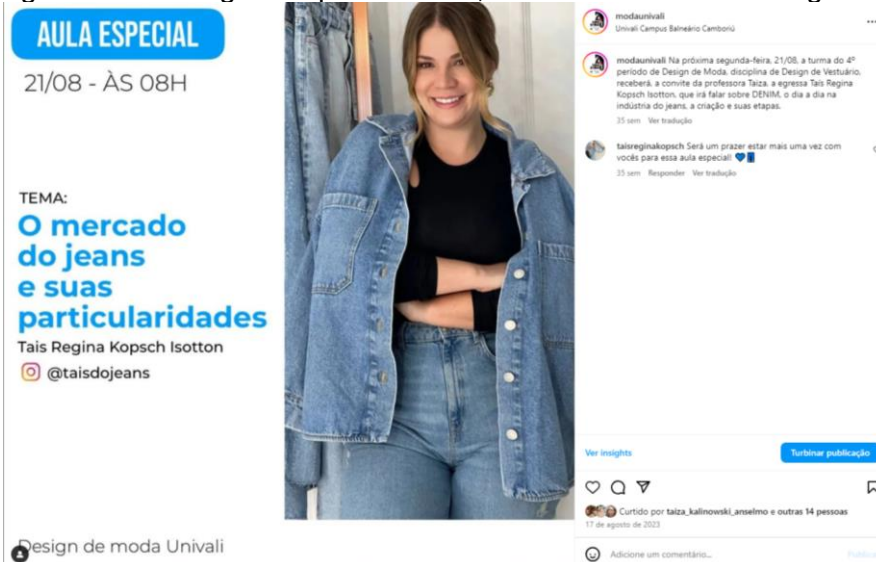 AULA ESPECIAL
21/08 - ÀS 08H
TEMA:
O mercado
do jeans
e suas
particularidades
Tais Regina Kopsch Isotton
@taisdojeans
Design de moda Univali
modaunivali
Univali Campus Balneário Camboriú
modaunivali Na próxima segunda-feira, 21/08, a turma do 4º
período de Design de Moda, disciplina de Design de Vestuário,
receberá, a convite da professora Taiza, a egressa Taís Regina
Kopsch Isotton, que irá falar sobre DENIM, o dia a dia na
indústria do jeans, a criação e suas etapas.
35 sem Ver tradução
taisreginakopsch Será um prazer estar mais uma vez com
vocês para essa aula especial! 💙
35 sem Responder Ver tradução
Ver insights
Turbinar publicação
Curtido por taiza_kalinowski_anselmo e outras 14 pessoas
17 de agosto de 2023
Adicione um comentário...